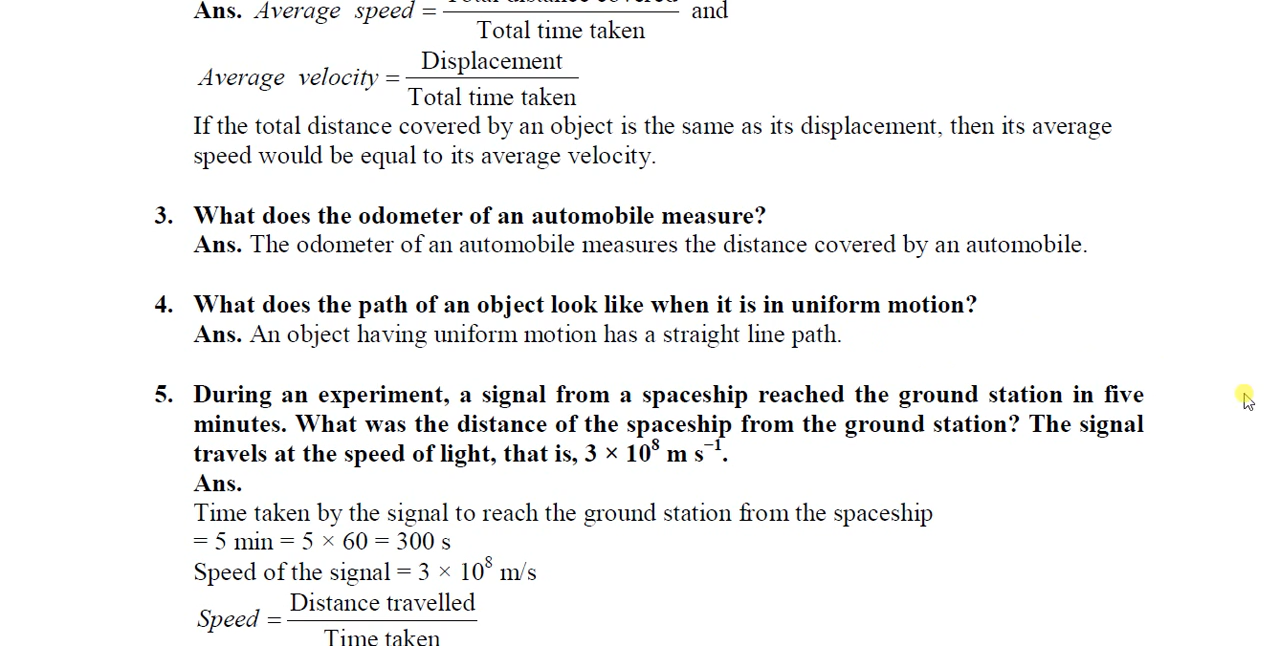 Ans. Average speed = Total distance covered / Total time taken and
Average velocity = Displacement / Total time taken
If the total distance covered by an object is the same as its displacement, then its average
speed would be equal to its average velocity.
3. What does the odometer of an automobile measure?
Ans. The odometer of an automobile measures the distance covered by an automobile.
4. What does the path of an object look like when it is in uniform motion?
Ans. An object having uniform motion has a straight line path.
5. During an experiment, a signal from a spaceship reached the ground station in five
minutes. What was the distance of the spaceship from the ground station? The signal
travels at the speed of light, that is, 3 × 10⁸ m s⁻¹.
Ans.
Time taken by the signal to reach the ground station from the spaceship
= 5 min = 5 × 60 = 300 s
Speed of the signal = 3 × 10⁸ m/s
Speed = Distance travelled / Time taken